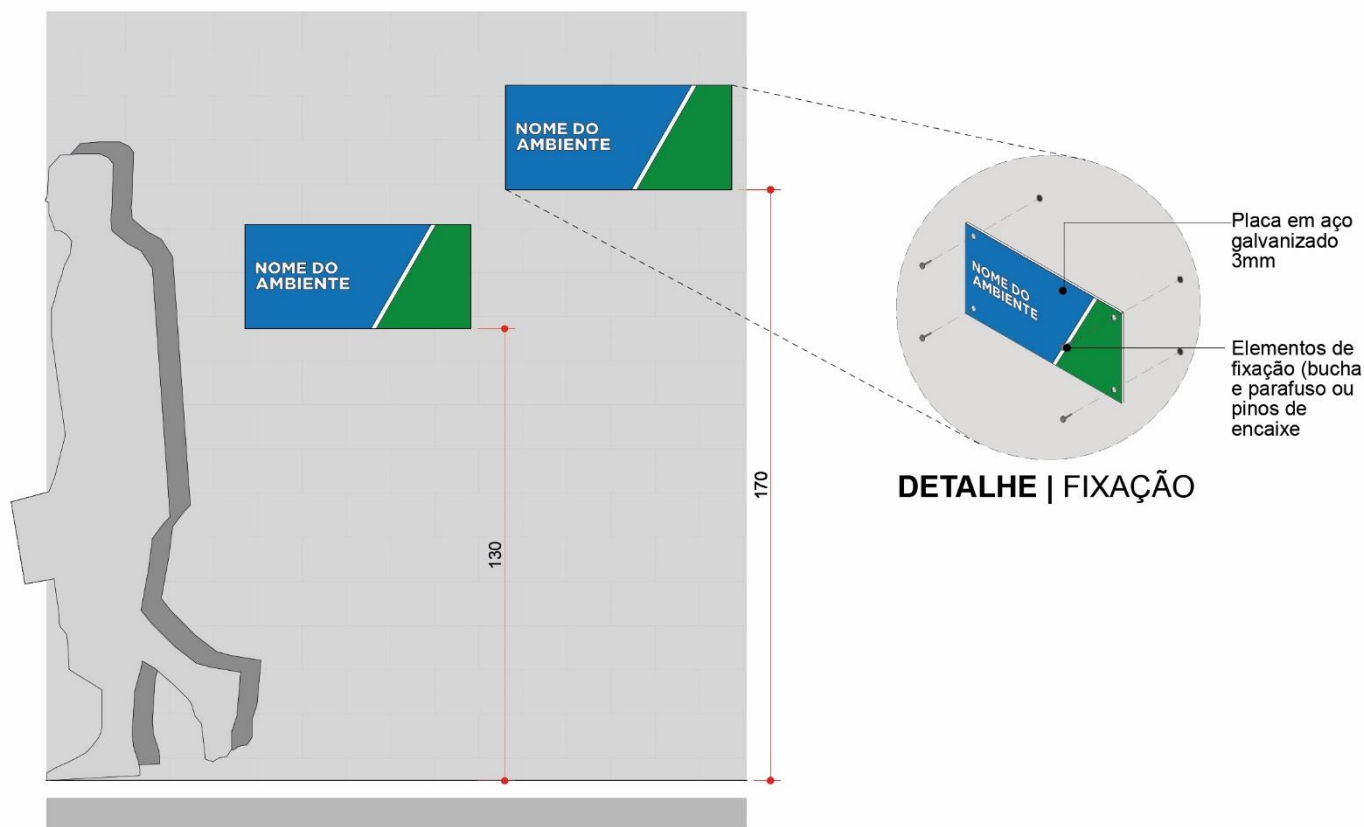 NOME DO
AMBIENTE
NOME DO
AMBIENTE
130
170
NOME DO
AMBIENTE
Placa em aço
galvanizado
3mm
Elementos de
fixação (bucha
e parafuso ou
pinos de
encaixe
DETALHE | FIXAÇÃO